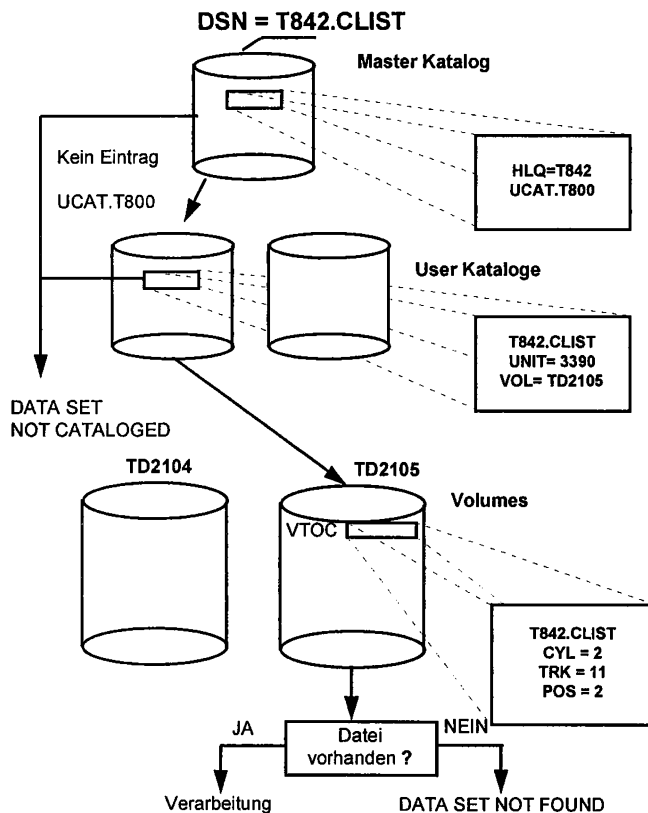 DSN = T842.CLIST
Master Katalog
Kein Eintrag
HLQ=T842
UCAT.T800
UCAT.T800
User Kataloge
T842.CLIST
UNIT= 3390
VOL= TD2105
DATA SET
NOT CATALOGED
TD2104
TD2105
Volumes
VTOC
T842.CLIST
CYL = 2
TRK = 11
POS = 2
JA
Datei
vorhanden ?
NEIN
Verarbeitung
DATA SET NOT FOUND